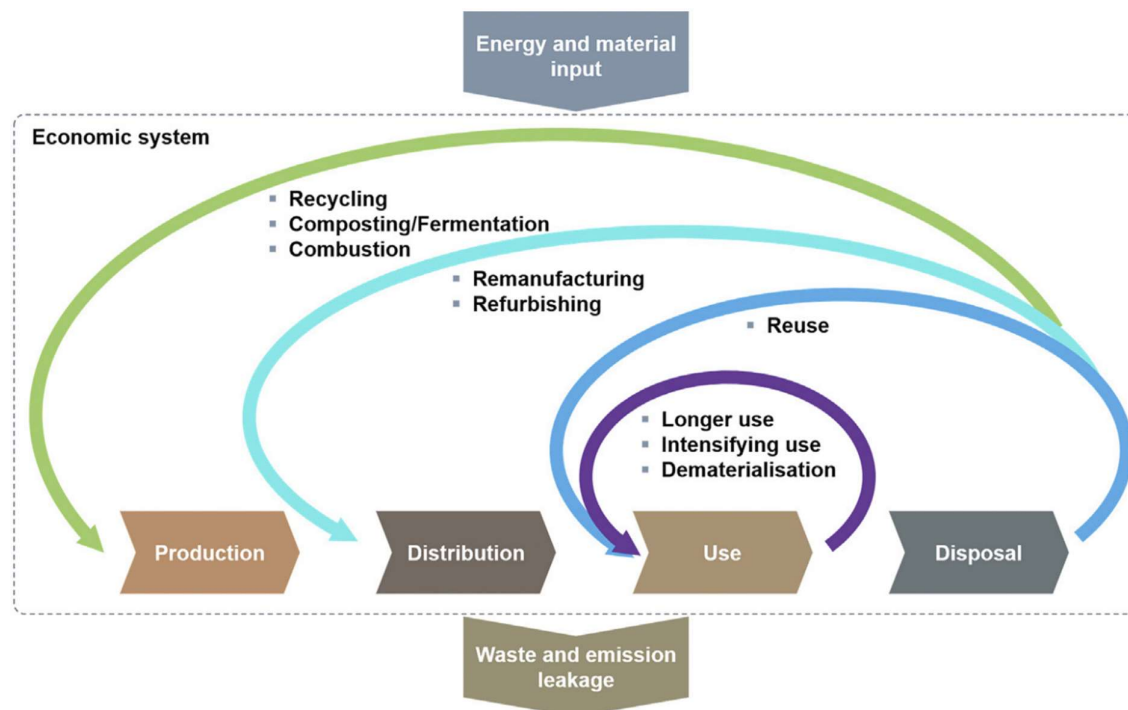 Energy and material
input
Economic system
Recycling
Composting/Fermentation
Combustion
Remanufacturing
Refurbishing
Reuse
Longer use
Intensifying use
Dematerialisation
Production
Distribution
Use
Disposal
Waste and emission
leakage